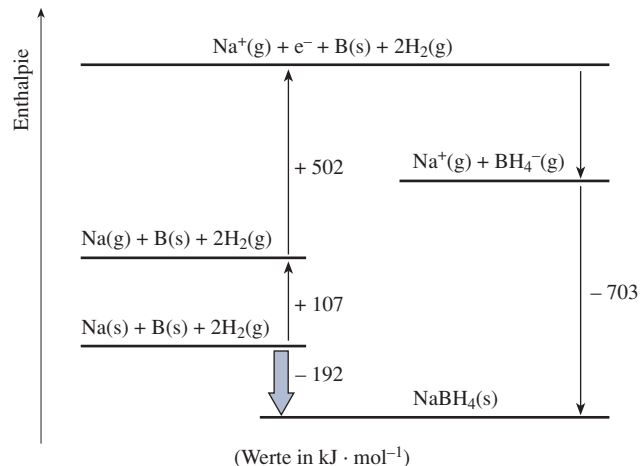 Enthalpie
Na⁺(g) + e⁻ + B(s) + 2H₂(g)
Na⁺(g) + BH₄⁻(g)
+ 502
Na(g) + B(s) + 2H₂(g)
– 703
+ 107
Na(s) + B(s) + 2H₂(g)
– 192
NaBH₄(s)
(Werte in kJ · mol⁻¹)